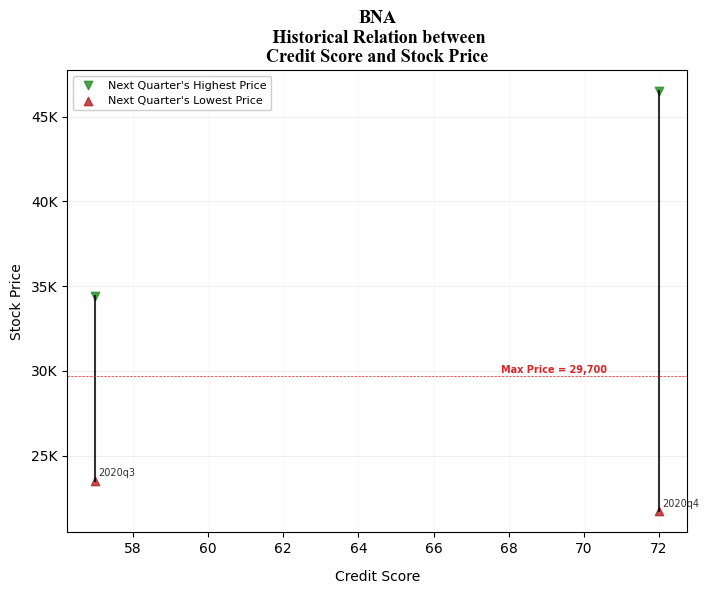 BNA
Historical Relation between
Credit Score and Stock Price
Next Quarter's Highest Price
Next Quarter's Lowest Price
45K
40K
35K
30K
25K
Stock Price
Max Price = 29,700
2020q3
2020q4
58 60 62 64 66 68 70 72
Credit Score